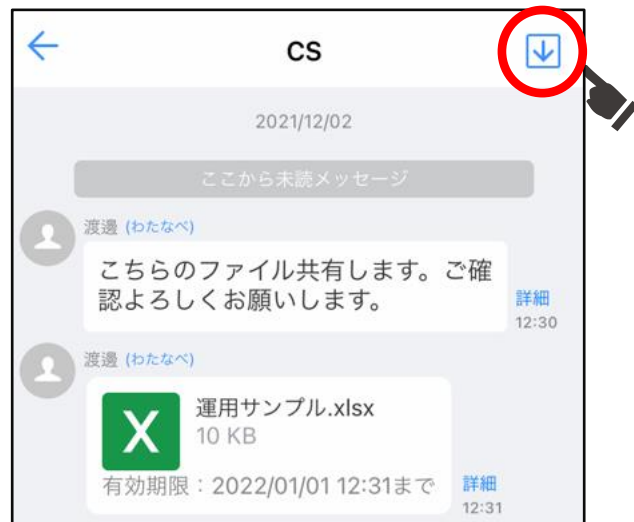 CS
2021/12/02
ここから未読メッセージ
渡邉 (わたなべ)
こちらのファイル共有します。ご確
認よろしくお願いします。
詳細
12:30
渡邉 (わたなべ)
X
運用サンプル.xlsx
10 KB
有効期限：2022/01/01 12:31まで
詳細
12:31